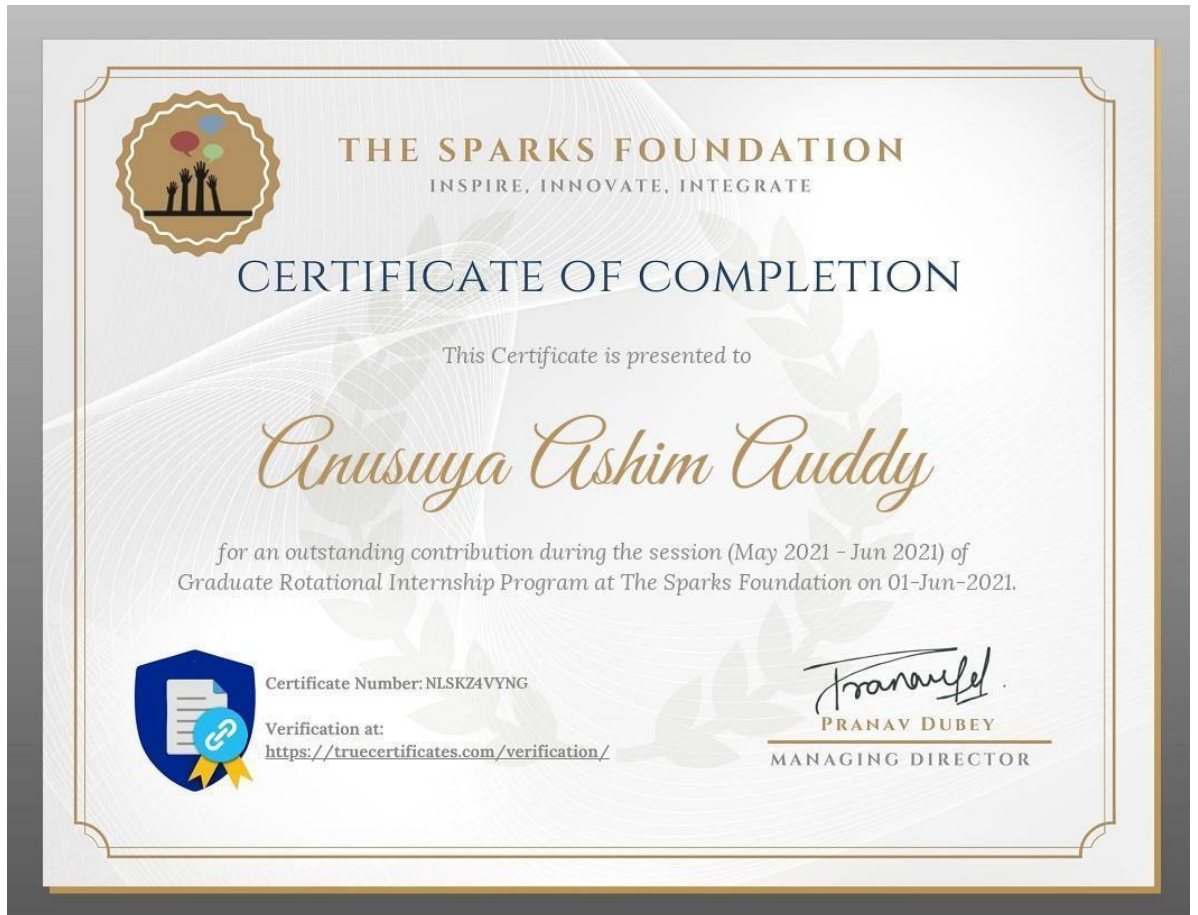 THE SPARKS FOUNDATION
INSPIRE, INNOVATE, INTEGRATE
CERTIFICATE OF COMPLETION
This Certificate is presented to
Anusuya Ashim Auddy
for an outstanding contribution during the session (May 2021 - Jun 2021) of
Graduate Rotational Internship Program at The Sparks Foundation on 01-Jun-2021.
Certificate Number: NLSKZ4VYNG
Verification at:
https://truecertificates.com/verification/
PRANAV DUBEY
MANAGING DIRECTOR